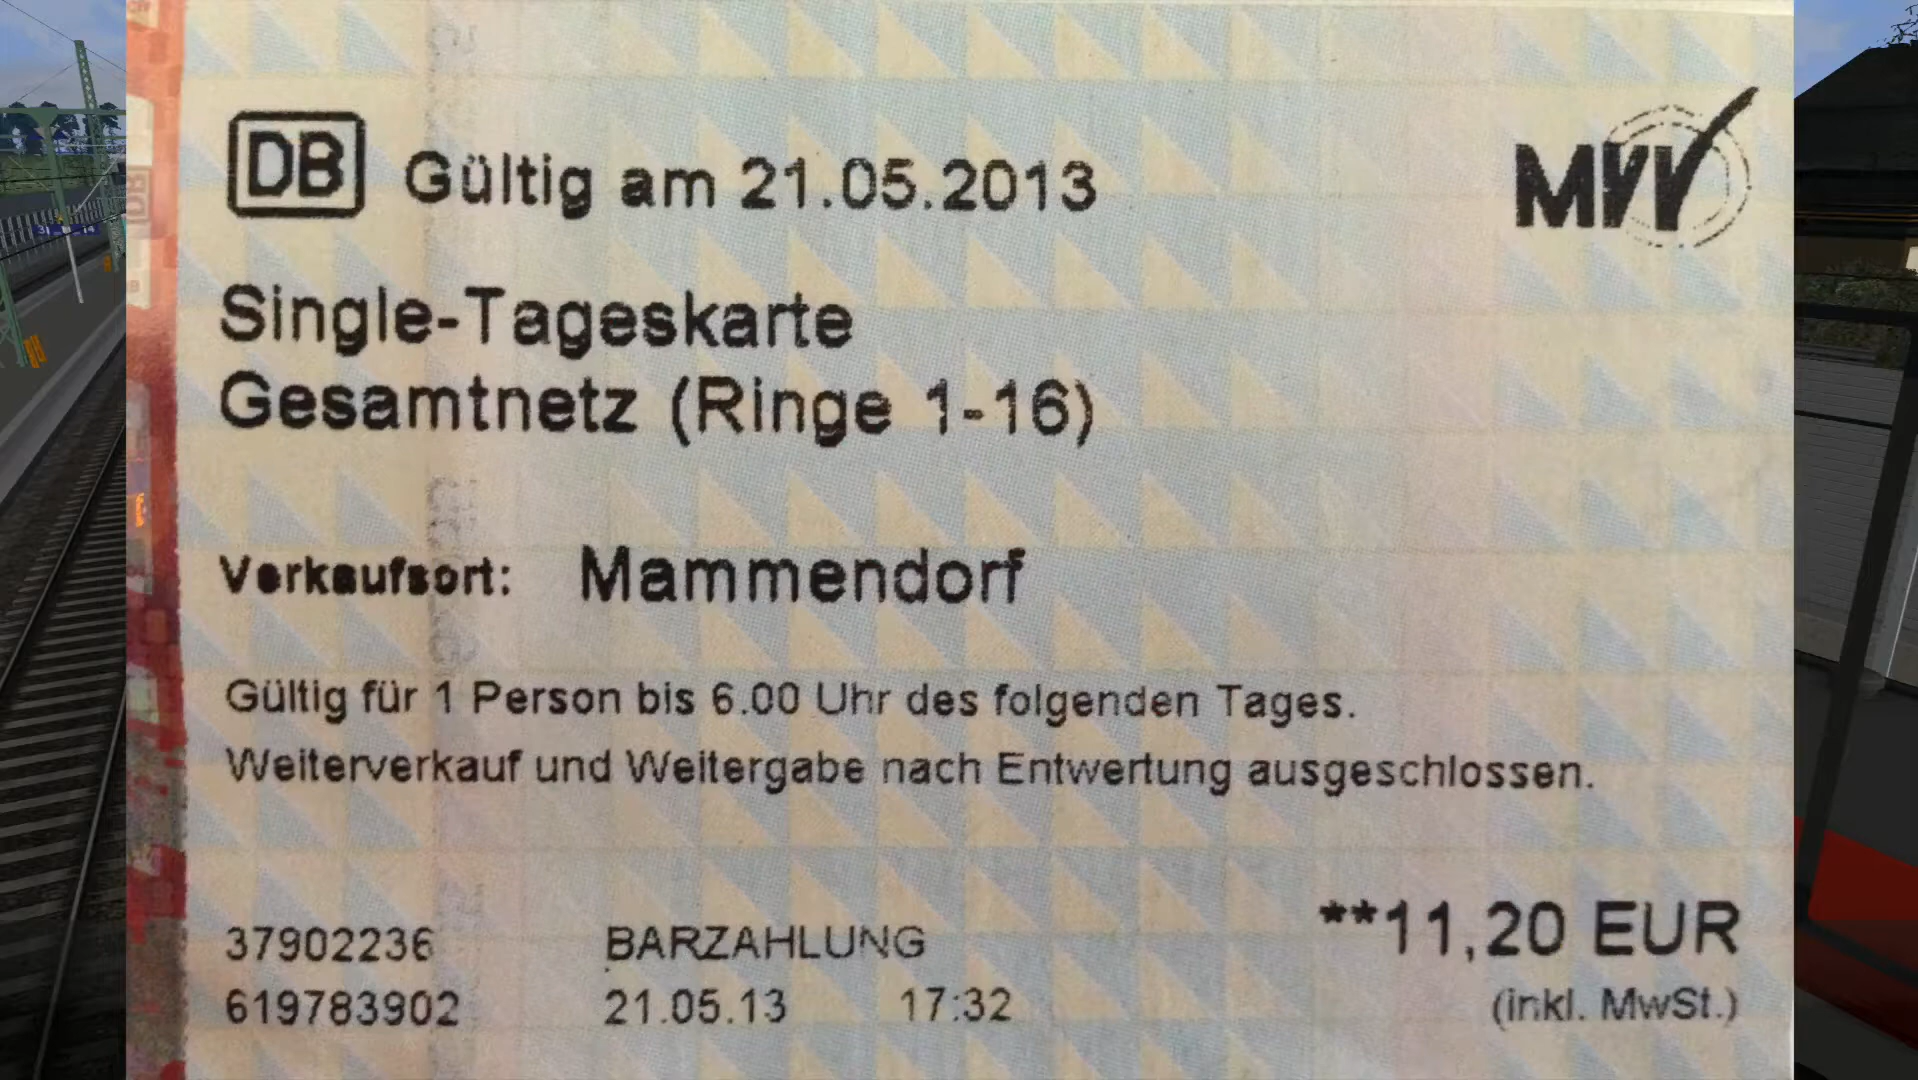 DB Gültig am 21.05.2013 MVV
Single-Tageskarte
Gesamtnetz (Ringe 1-16)
Verkaufsort: Mammendorf
Gültig für 1 Person bis 6.00 Uhr des folgenden Tages.
Weiterverkauf und Weitergabe nach Entwertung ausgeschlossen.
37902236 BARZAHLUNG **11,20 EUR
619783902 21.05.13 17:32 (inkl. MwSt.)